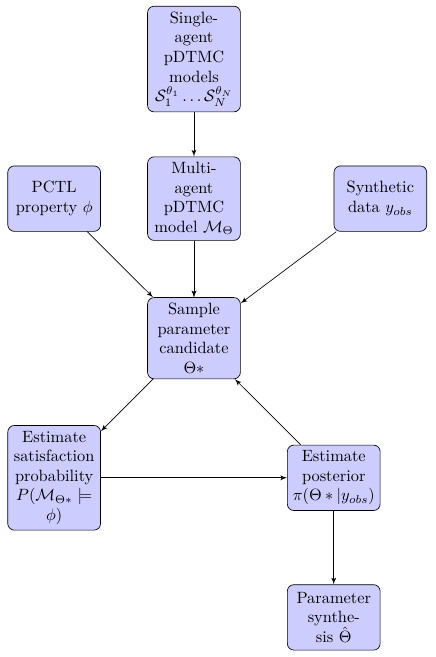 Single-
agent
pDTMC
models
$\mathcal{S}_1^{\theta_1} \dots \mathcal{S}_N^{\theta_N}$
PCTL
property $\phi$
Multi-
agent
pDTMC
model $\mathcal{M}_\Theta$
Synthetic
data $y_{obs}$
Sample
parameter
candidate
$\Theta*$
Estimate
satisfaction
probability
$P(\mathcal{M}_{\Theta*} \models$
$\phi)$
Estimate
posterior
$\pi(\Theta * | y_{obs})$
Parameter
synthe-
sis $\hat{\Theta}$